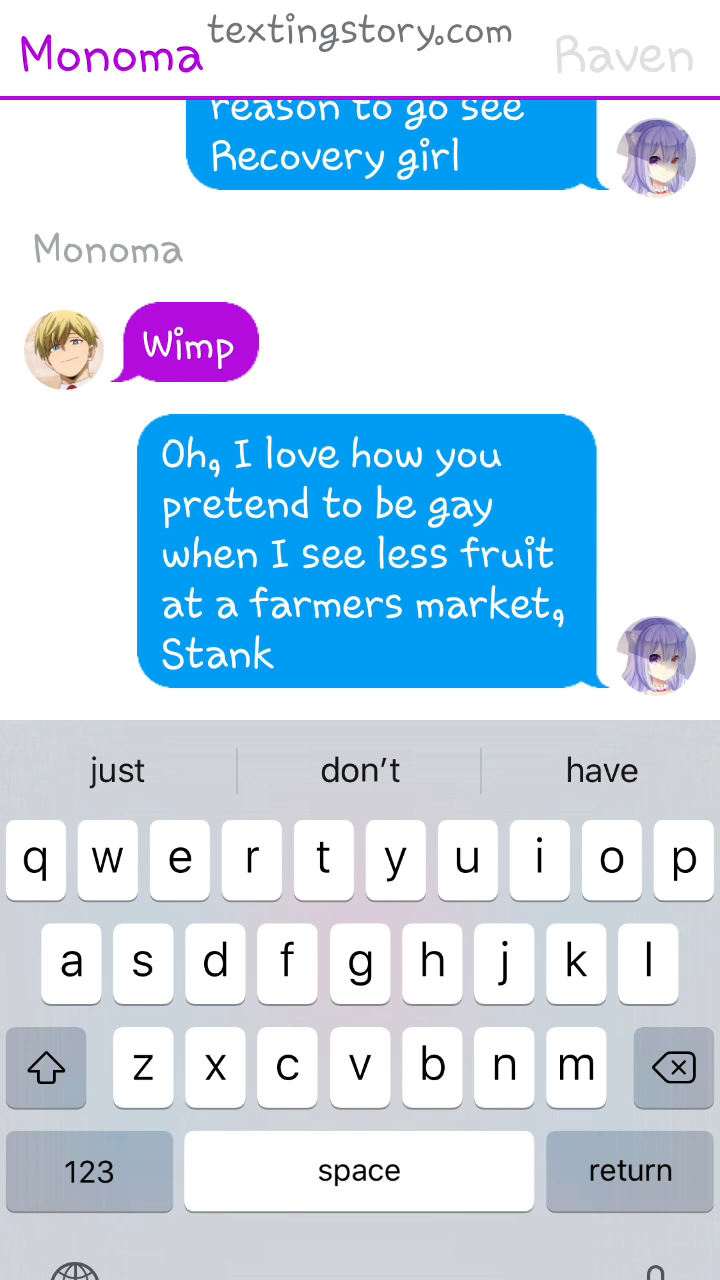 textingstory.com
Monoma
Raven
reason to go see
Recovery girl
Monoma
Wimp
Oh, I love how you
pretend to be gay
when I see less fruit
at a farmers market,
Stank
just don't have
q w e r t y u i o p
a s d f g h j k l
z x c v b n m
123 space return